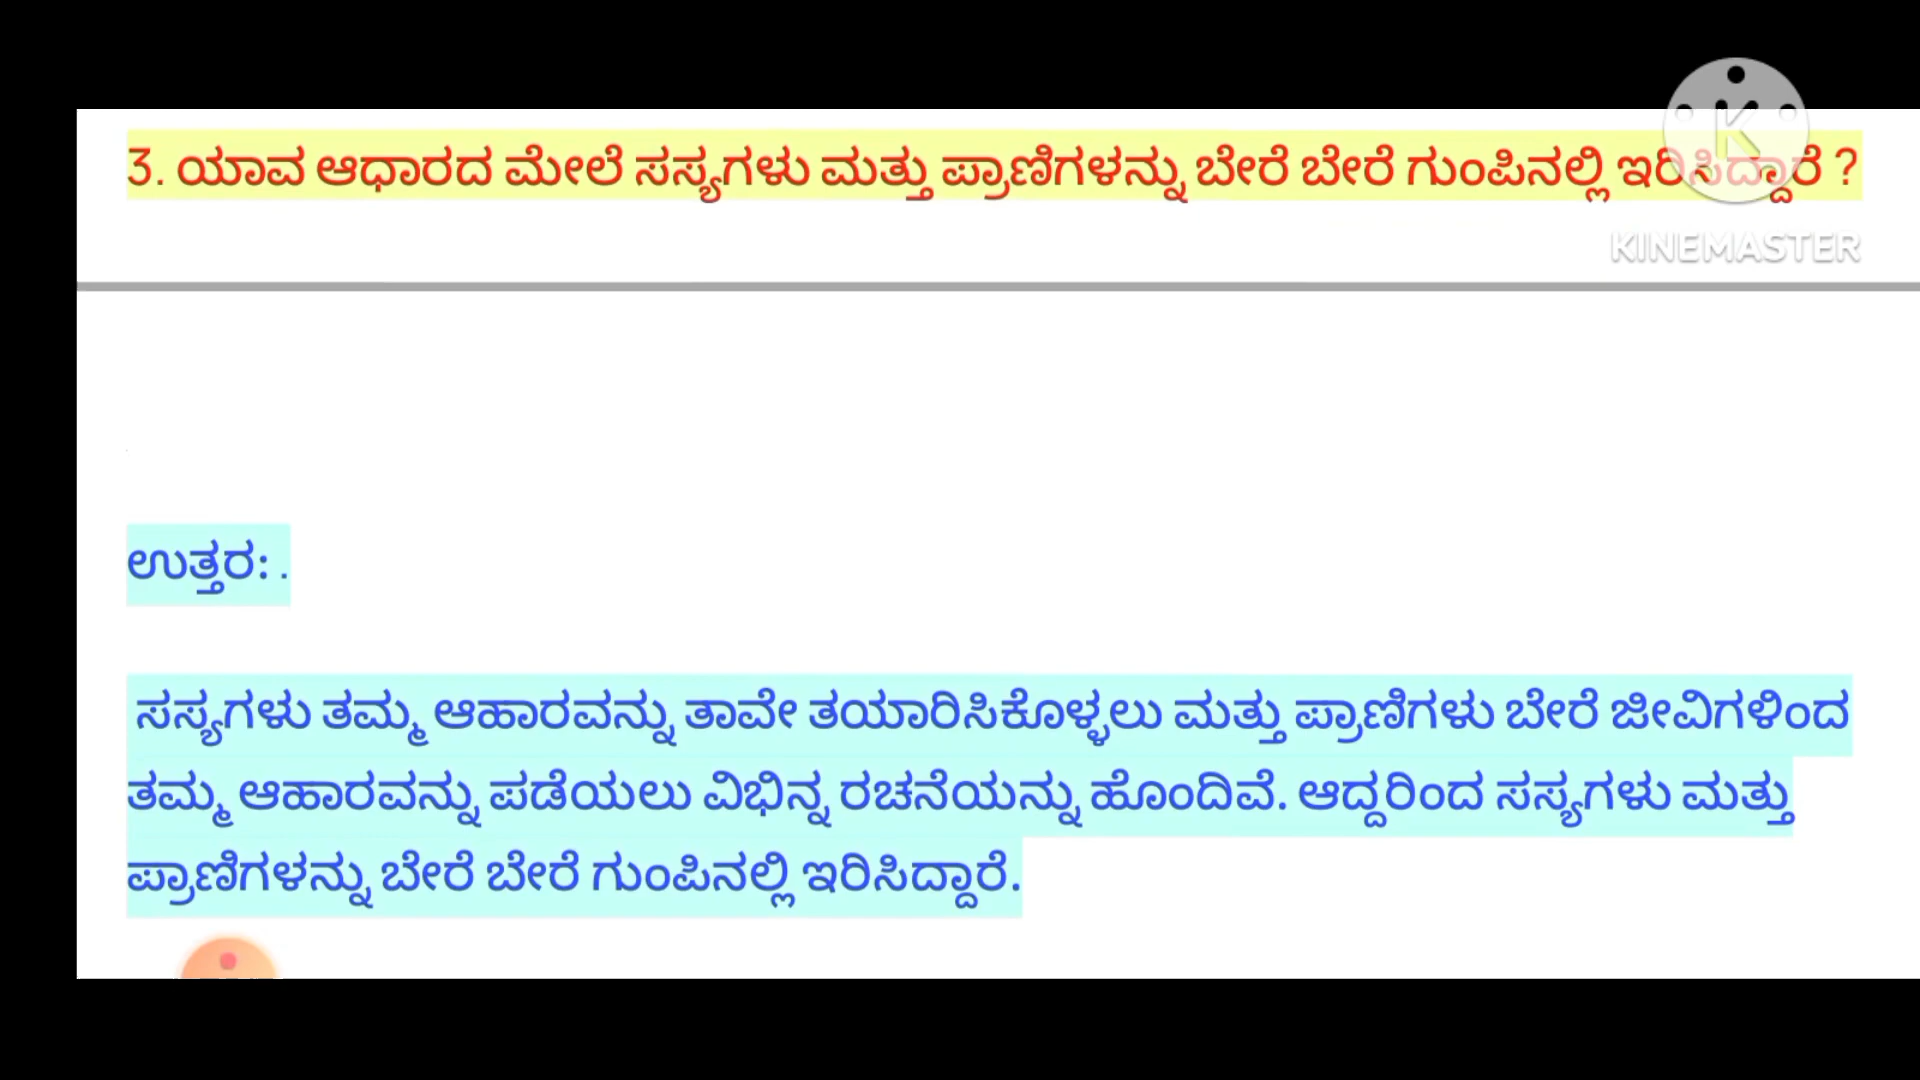 3. ಯಾವ ಆಧಾರದ ಮೇಲೆ ಸಸ್ಯಗಳು ಮತ್ತು ಪ್ರಾಣಿಗಳನ್ನು ಬೇರೆ ಬೇರೆ ಗುಂಪಿನಲ್ಲಿ ಇರಿಸಿದ್ದಾರೆ ?
KINEMASTER
ಉತ್ತರ: .
ಸಸ್ಯಗಳು ತಮ್ಮ ಆಹಾರವನ್ನು ತಾವೇ ತಯಾರಿಸಿಕೊಳ್ಳಲು ಮತ್ತು ಪ್ರಾಣಿಗಳು ಬೇರೆ ಜೀವಿಗಳಿಂದ
ತಮ್ಮ ಆಹಾರವನ್ನು ಪಡೆಯಲು ವಿಭಿನ್ನ ರಚನೆಯನ್ನು ಹೊಂದಿವೆ. ಆದ್ದರಿಂದ ಸಸ್ಯಗಳು ಮತ್ತು
ಪ್ರಾಣಿಗಳನ್ನು ಬೇರೆ ಬೇರೆ ಗುಂಪಿನಲ್ಲಿ ಇರಿಸಿದ್ದಾರೆ.